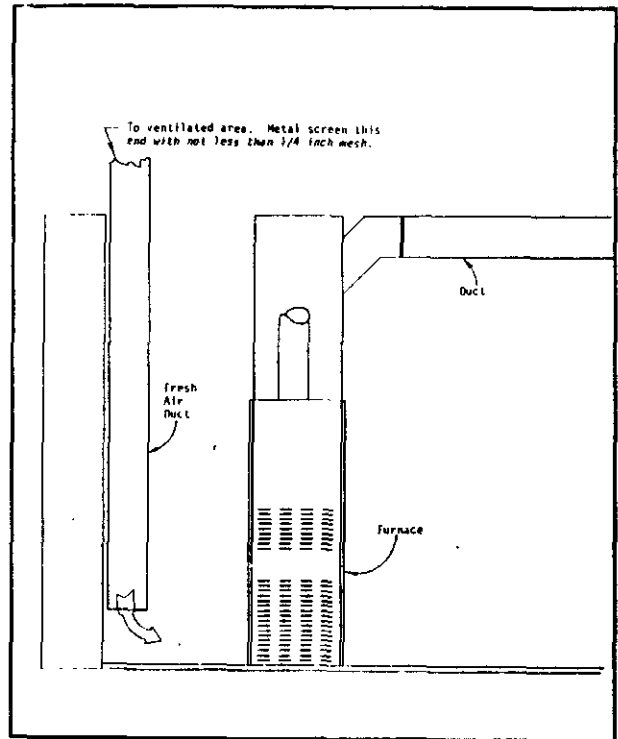 To ventilated area. Metal screen this
end with not less than 1/4 inch mesh.
Duct
Fresh
Air
Duct
Furnace